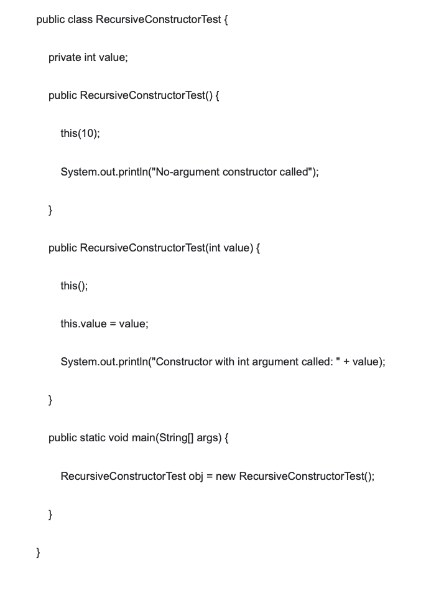 public class RecursiveConstructorTest {
private int value;
public RecursiveConstructorTest() {
this(10);
System.out.println("No-argument constructor called");
}
public RecursiveConstructorTest(int value) {
this();
this.value = value;
System.out.println("Constructor with int argument called: " + value);
}
public static void main(String[] args) {
RecursiveConstructorTest obj = new RecursiveConstructorTest();
}
}